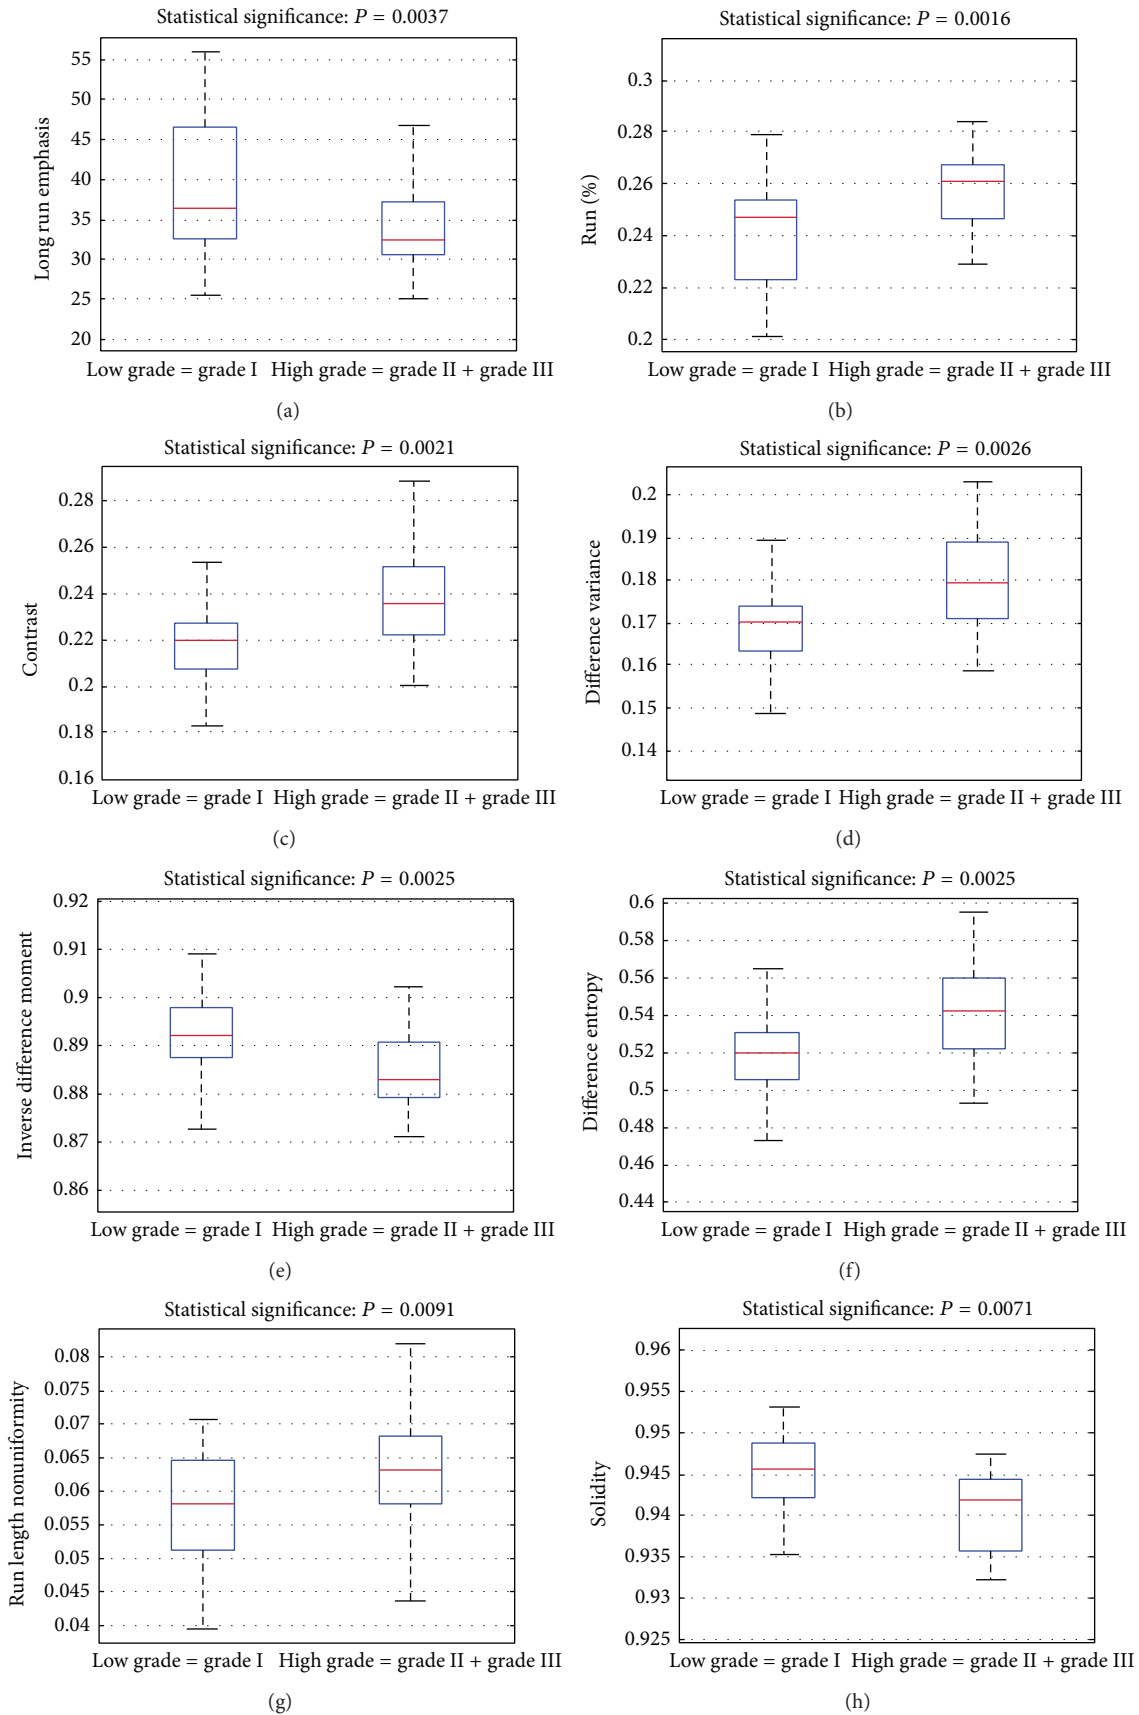 Statistical significance: P = 0.0037
Long run emphasis
55
50
45
40
35
30
25
20
Low grade = grade I High grade = grade II + grade III
(a)
Statistical significance: P = 0.0016
Run (%)
0.3
0.28
0.26
0.24
0.22
0.2
Low grade = grade I High grade = grade II + grade III
(b)
Statistical significance: P = 0.0021
Contrast
0.28
0.26
0.24
0.22
0.2
0.18
0.16
Low grade = grade I High grade = grade II + grade III
(c)
Statistical significance: P = 0.0026
Difference variance
0.2
0.19
0.18
0.17
0.16
0.15
0.14
Low grade = grade I High grade = grade II + grade III
(d)
Statistical significance: P = 0.0025
Inverse difference moment
0.92
0.91
0.9
0.89
0.88
0.87
0.86
Low grade = grade I High grade = grade II + grade III
(e)
Statistical significance: P = 0.0025
Difference entropy
0.6
0.58
0.56
0.54
0.52
0.5
0.48
0.46
0.44
Low grade = grade I High grade = grade II + grade III
(f)
Statistical significance: P = 0.0091
Run length nonuniformity
0.08
0.075
0.07
0.065
0.06
0.055
0.05
0.045
0.04
Low grade = grade I High grade = grade II + grade III
(g)
Statistical significance: P = 0.0071
Solidity
0.96
0.955
0.95
0.945
0.94
0.935
0.93
0.925
Low grade = grade I High grade = grade II + grade III
(h)